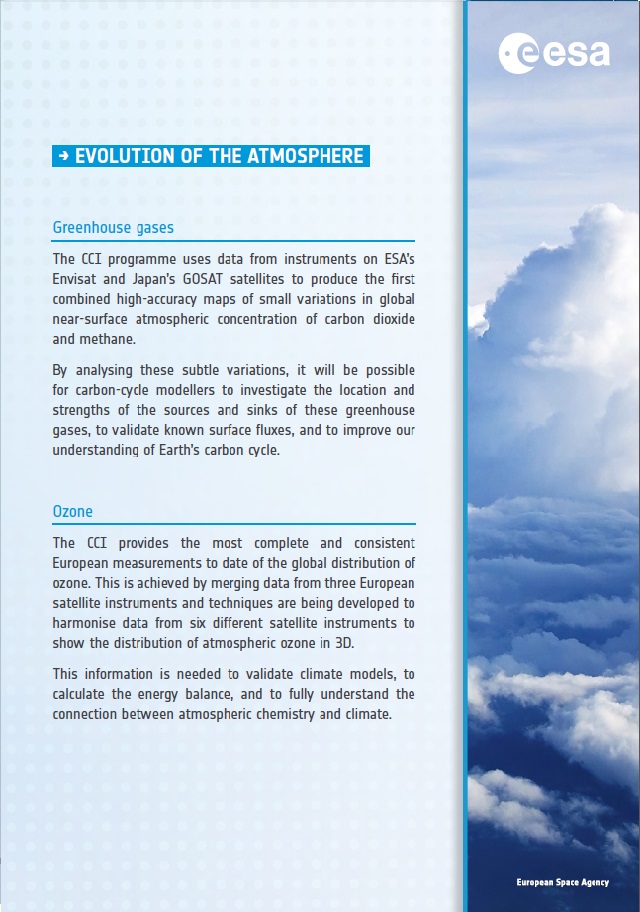 esa
→ EVOLUTION OF THE ATMOSPHERE
Greenhouse gases
The CCI programme uses data from instruments on ESA's
Envisat and Japan's GOSAT satellites to produce the first
combined high-accuracy maps of small variations in global
near-surface atmospheric concentration of carbon dioxide
and methane.
By analysing these subtle variations, it will be possible
for carbon-cycle modellers to investigate the location and
strengths of the sources and sinks of these greenhouse
gases, to validate known surface fluxes, and to improve our
understanding of Earth's carbon cycle.
Ozone
The CCI provides the most complete and consistent
European measurements to date of the global distribution of
ozone. This is achieved by merging data from three European
satellite instruments and techniques are being developed to
harmonise data from six different satellite instruments to
show the distribution of atmospheric ozone in 3D.
This information is needed to validate climate models, to
calculate the energy balance, and to fully understand the
connection between atmospheric chemistry and climate.
European Space Agency